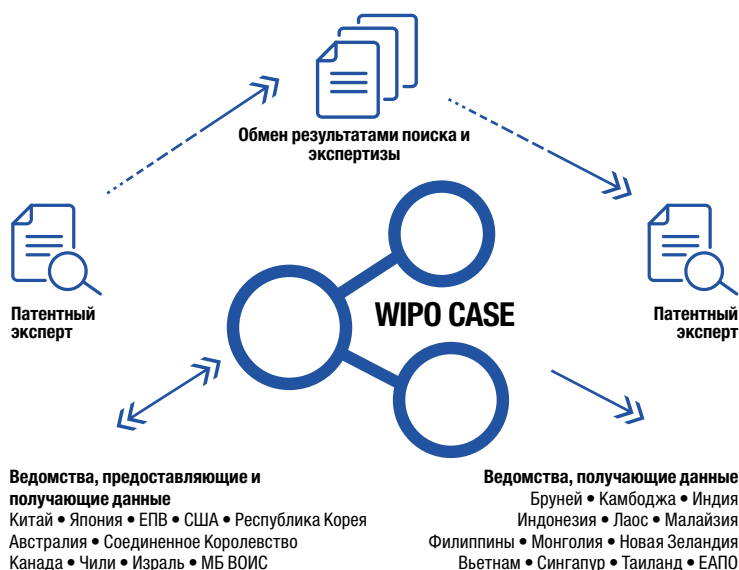 Обмен результатами поиска и
экспертизы
Патентный
эксперт
WIPO CASE
Патентный
эксперт
Ведомства, предоставляющие и
получающие данные
Китай • Япония • ЕПВ • США • Республика Корея
Австралия • Соединенное Королевство
Канада • Чили • Израль • МБ ВОИС
Ведомства, получающие данные
Бруней • Камбоджа • Индия
Индонезия • Лаос • Малайзия
Филиппины • Монголия • Новая Зеландия
Вьетнам • Сингапур • Таиланд • ЕАПО